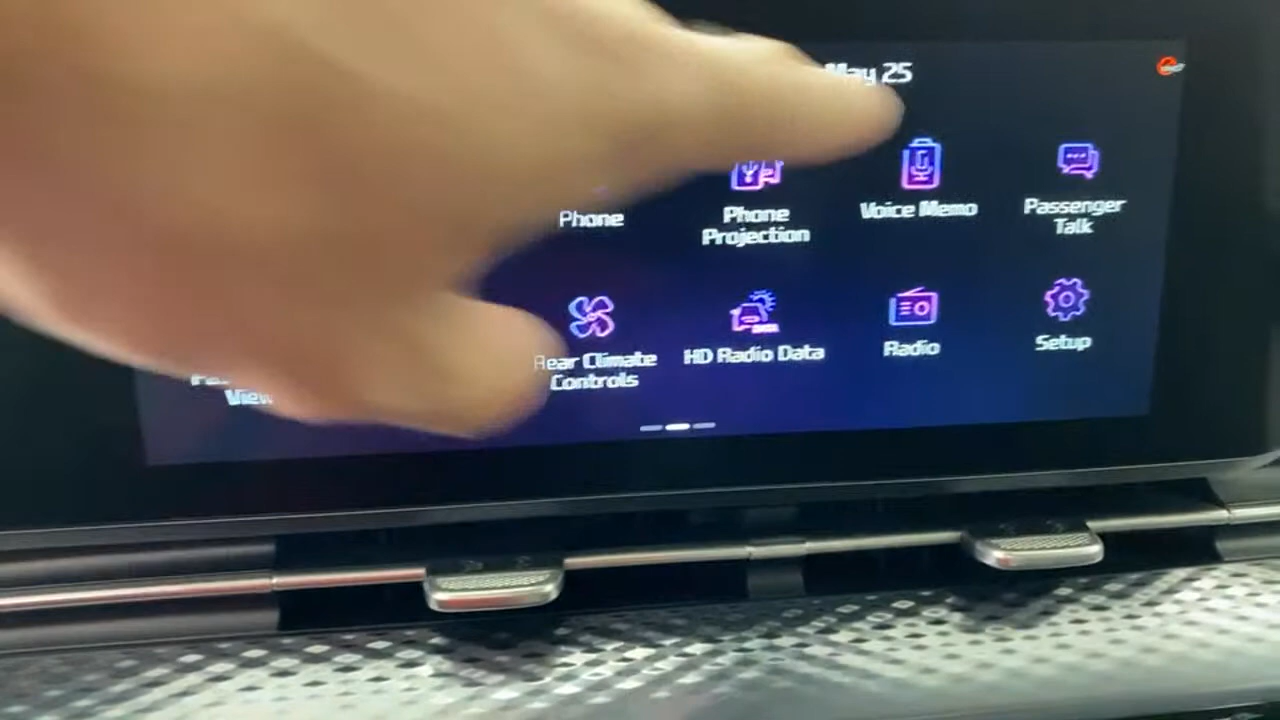 May 25
Phone
Phone
Projection
Voice Memo
Passenger
Talk
View
Rear Climate
Controls
HD Radio Data
Radio
Setup